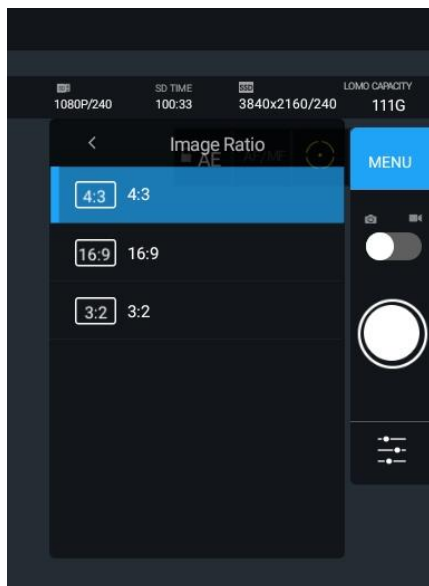 SD TIME SSD LOMO CAPACITY
1080P/240 100:33 3840x2160/240 111G
Image Ratio
AE AF/MF
MENU
4:3 4:3
16:9 16:9
3:2 3:2